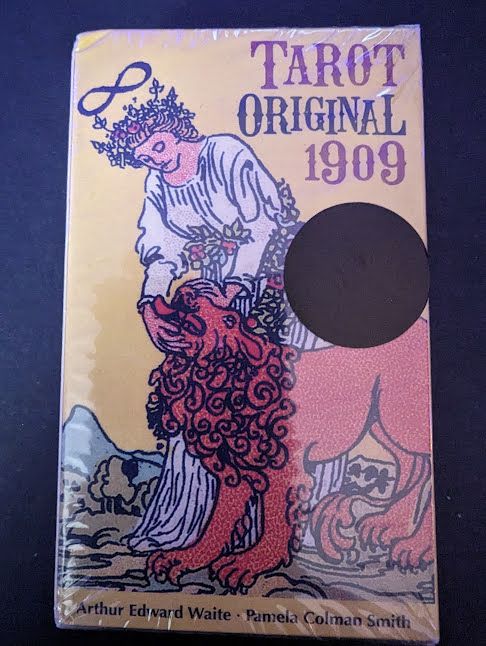 TAROT
ORIGINAL
1909
Arthur Edward Waite · Pamela Colman Smith